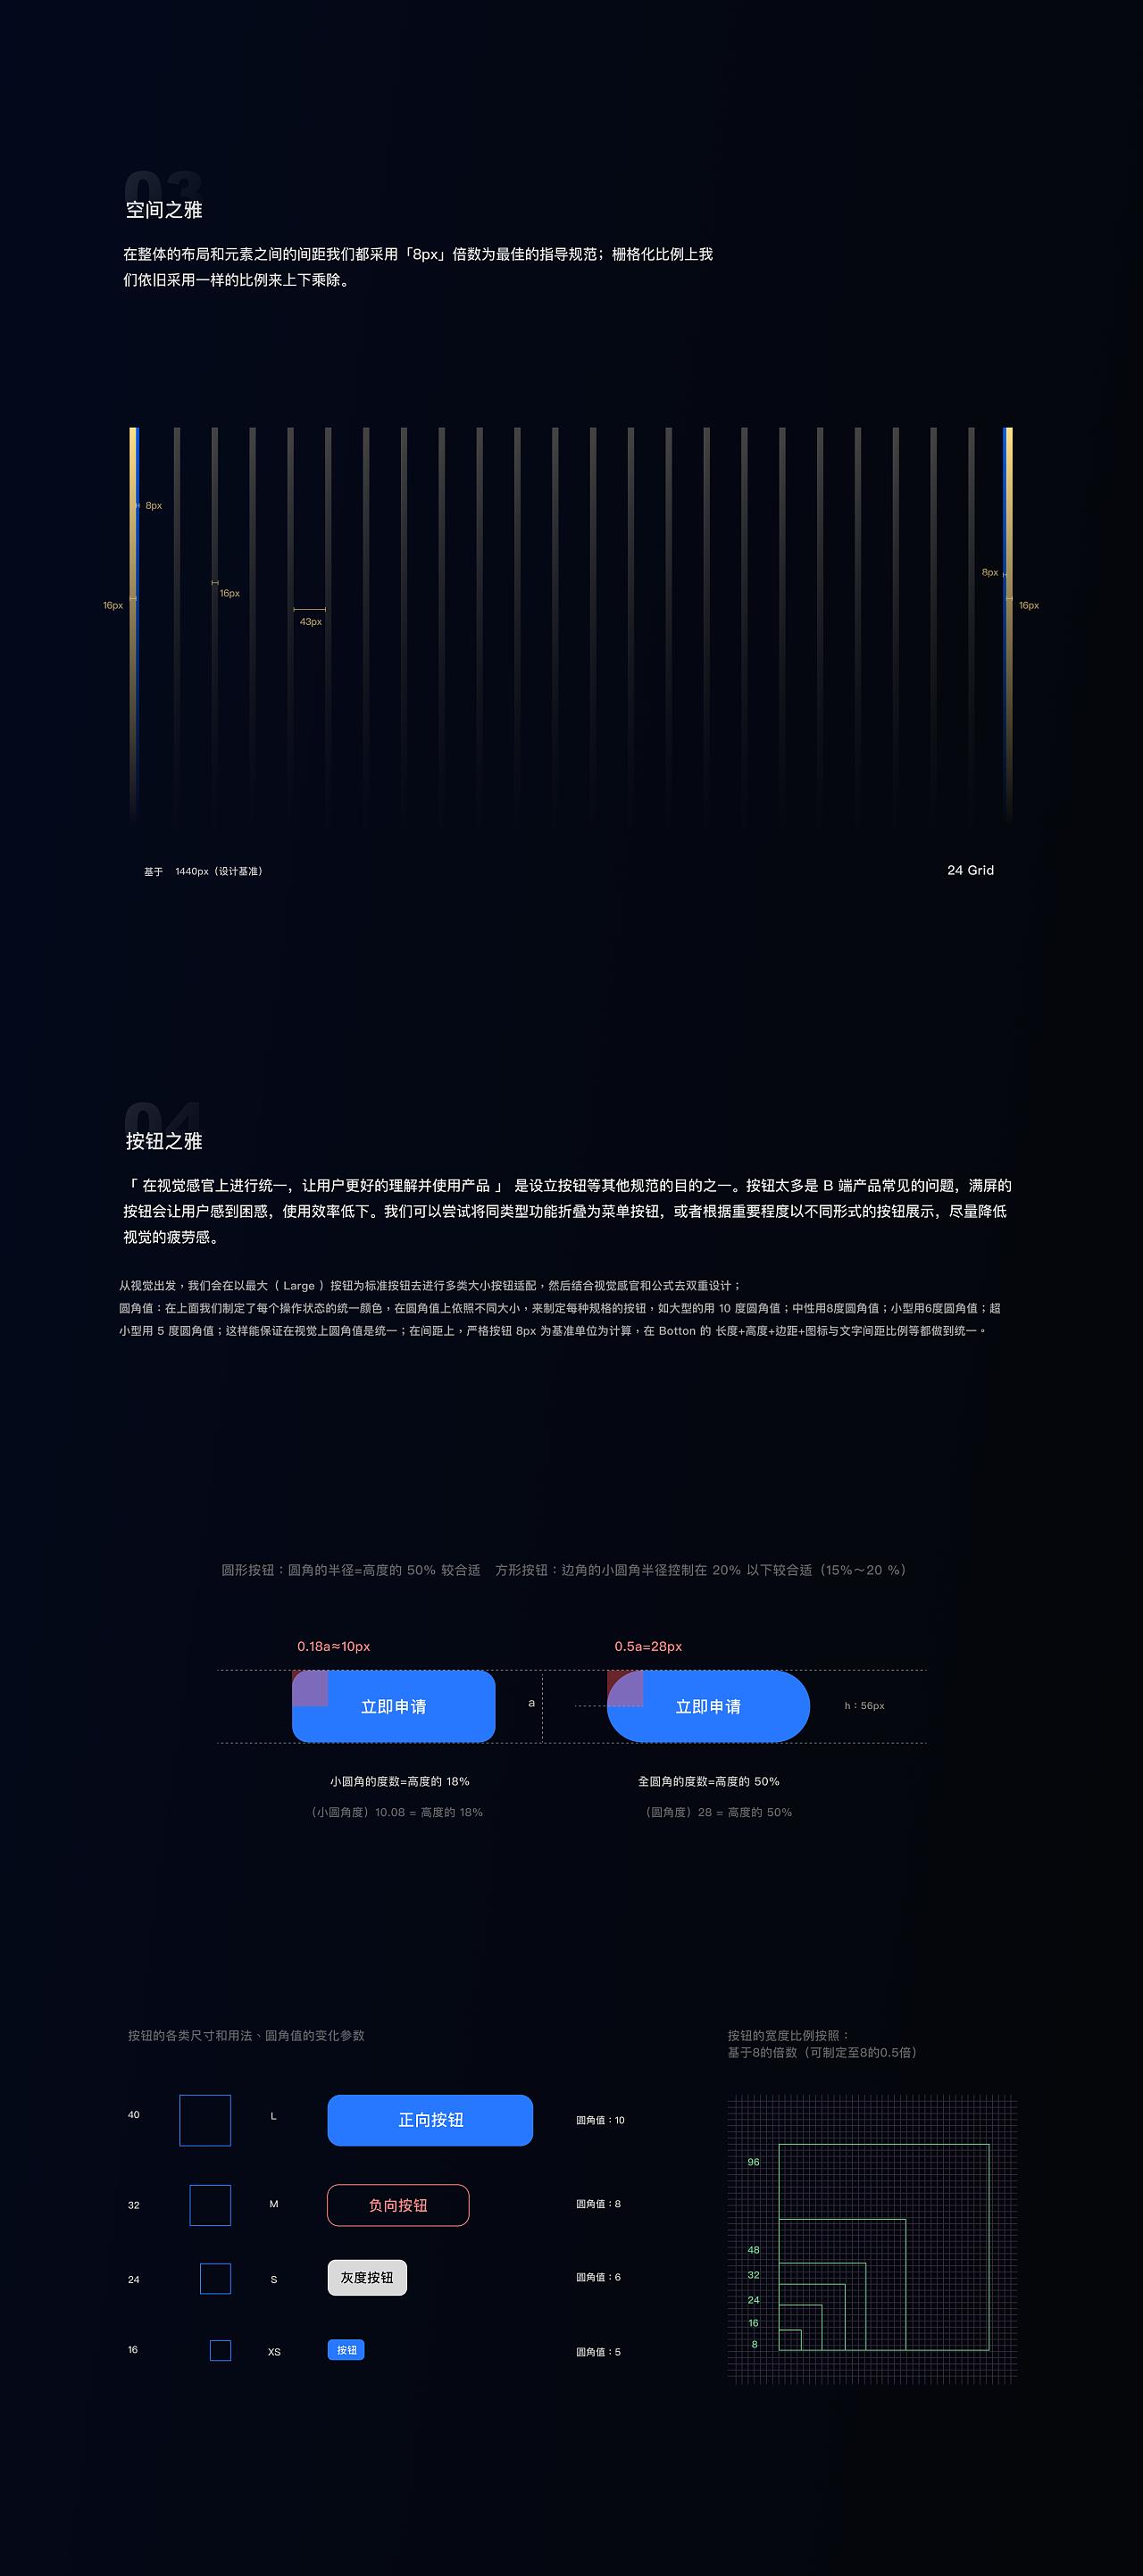 03
空间之雅
在整体的布局和元素之间的间距我们都采用「8px」倍数为最佳的指导规范；栅格化比例上我
们依旧采用一样的比例来上下乘除。
8px
16px
16px
43px
8px
16px
基于 1440px（设计基准）
24 Grid
04
按钮之雅
「 在视觉感官上进行统一，让用户更好的理解并使用产品 」 是设立按钮等其他规范的目的之一。按钮太多是 B 端产品常见的问题，满屏的
按钮会让用户感到困惑，使用效率低下。我们可以尝试将同类型功能折叠为菜单按钮，或者根据重要程度以不同形式的按钮展示，尽量降低
视觉的疲劳感。
从视觉出发，我们会在以最大（ Large ）按钮为标准按钮去进行多类大小按钮适配，然后结合视觉感官和公式去双重设计；
圆角值：在上面我们制定了每个操作状态的统一颜色，在圆角值上依照不同大小，来制定每种规格的按钮，如大型的用 10 度圆角值；中性用8度圆角值；小型用6度圆角值；超
小型用 5 度圆角值；这样能保证在视觉上圆角值是统一；在间距上，严格按钮 8px 为基准单位为计算，在 Botton 的 长度+高度+边距+图标与文字间距比例等都做到统一。
圆形按钮：圆角的半径=高度的 50% 较合适 方形按钮：边角的小圆角半径控制在 20% 以下较合适（15%～20 %）
0.18a≈10px
0.5a=28px
立即申请
a
立即申请
h：56px
小圆角的度数=高度的 18%
全圆角的度数=高度的 50%
（小圆角度）10.08 = 高度的 18%
（圆角度）28 = 高度的 50%
按钮的各类尺寸和用法、圆角值的变化参数
按钮的宽度比例按照：
基于8的倍数（可制定至8的0.5倍）
40
L
正向按钮
圆角值：10
32
M
负向按钮
圆角值：8
24
S
灰度按钮
圆角值：6
16
XS
按钮
圆角值：5
96
48
32
24
16
8